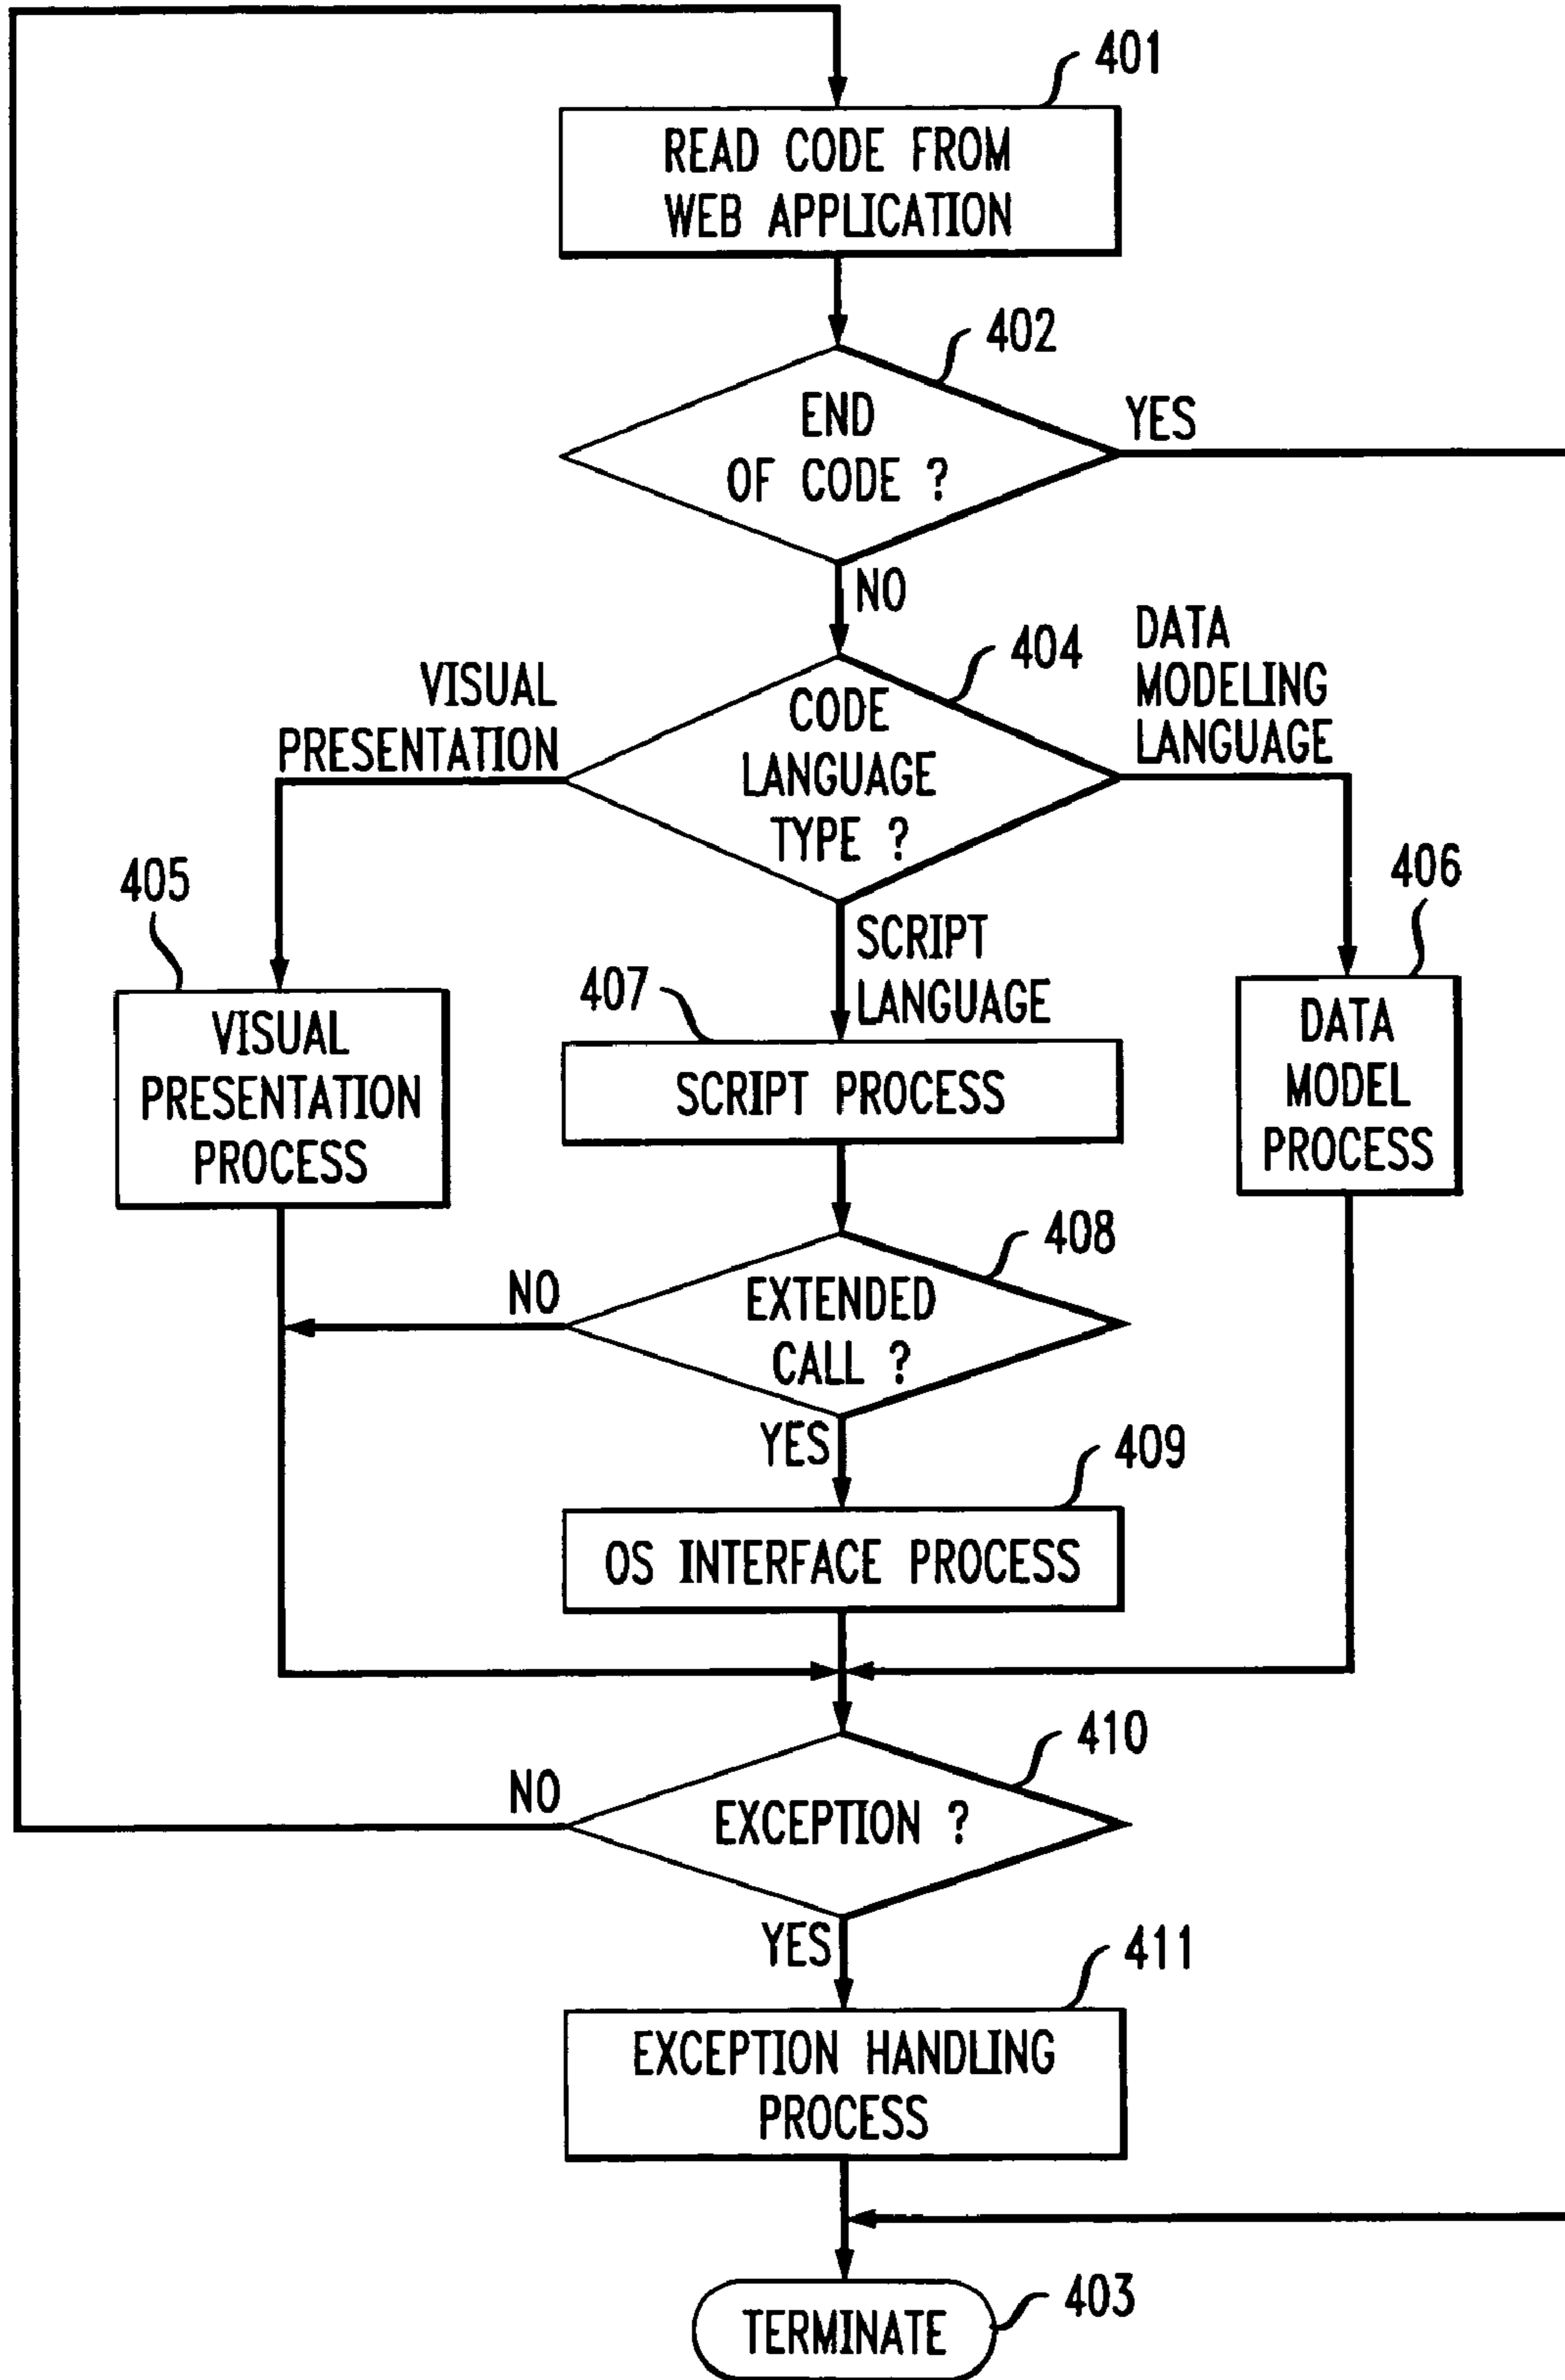 401
READ CODE FROM
WEB APPLICATION
402
END
OF CODE ?
YES
NO
404
VISUAL
PRESENTATION
CODE
LANGUAGE
TYPE ?
DATA
MODELING
LANGUAGE
405
406
SCRIPT
LANGUAGE
407
VISUAL
PRESENTATION
PROCESS
SCRIPT PROCESS
DATA
MODEL
PROCESS
408
NO
EXTENDED
CALL ?
YES
409
OS INTERFACE PROCESS
410
NO
EXCEPTION ?
YES
411
EXCEPTION HANDLING
PROCESS
TERMINATE
403